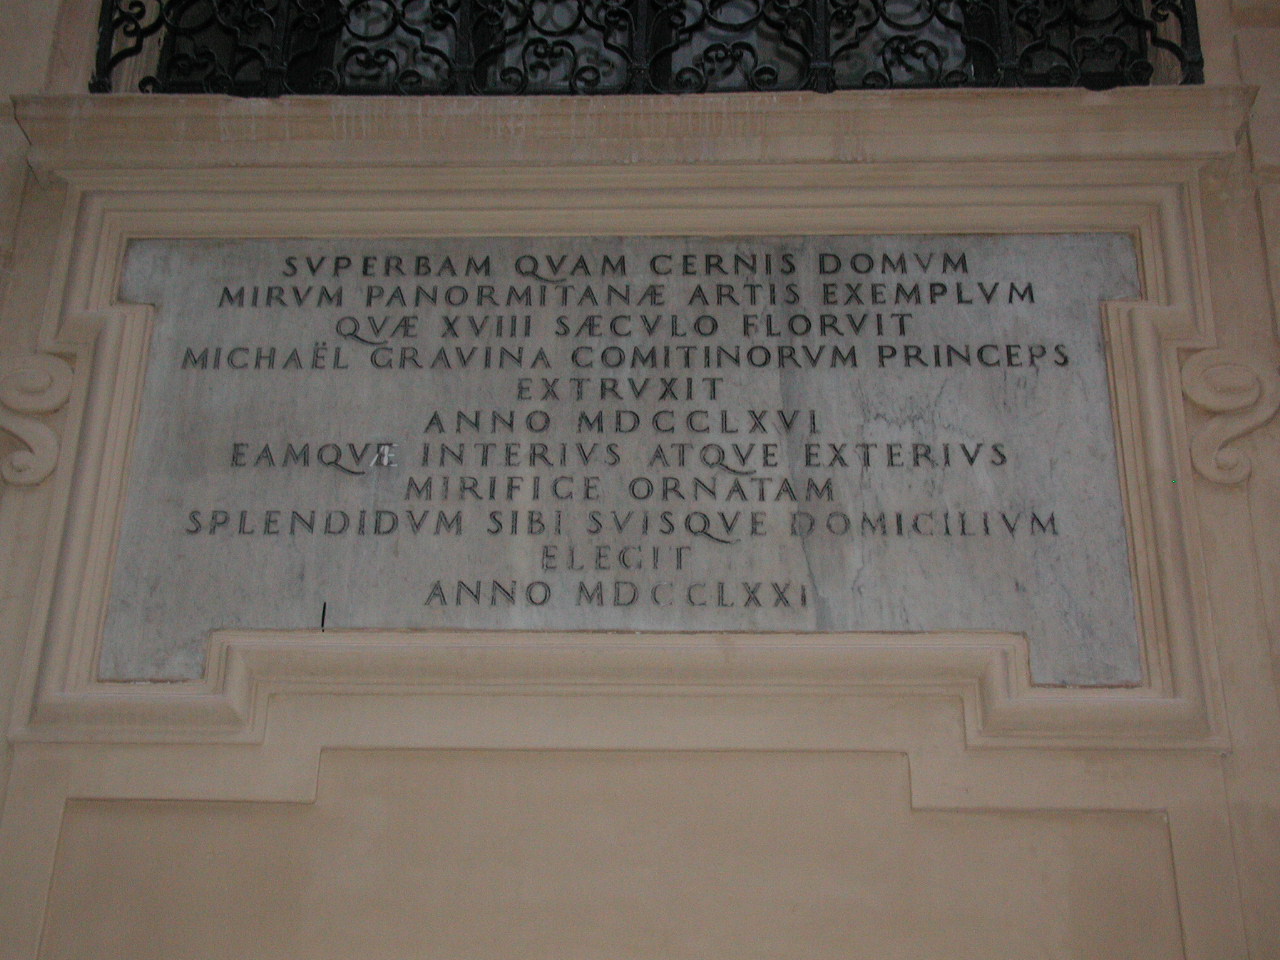 SVPERBAM QVAM CERNIS DOMVM
MIRVM PANORMITANÆ ARTIS EXEMPLVM
QVÆ XVIII SÆCVLO FLORVIT
MICHAËL GRAVINA COMITINORVM PRINCEPS
EXTRVXIT
ANNO MDCCLXVI
EAMQVÆ INTERIVS ATQVE EXTERIVS
MIRIFICE ORNATAM
SPLENDIDVM SIBI SVISQVE DOMICILIVM
ELEGIT
ANNO MDCCLXXI